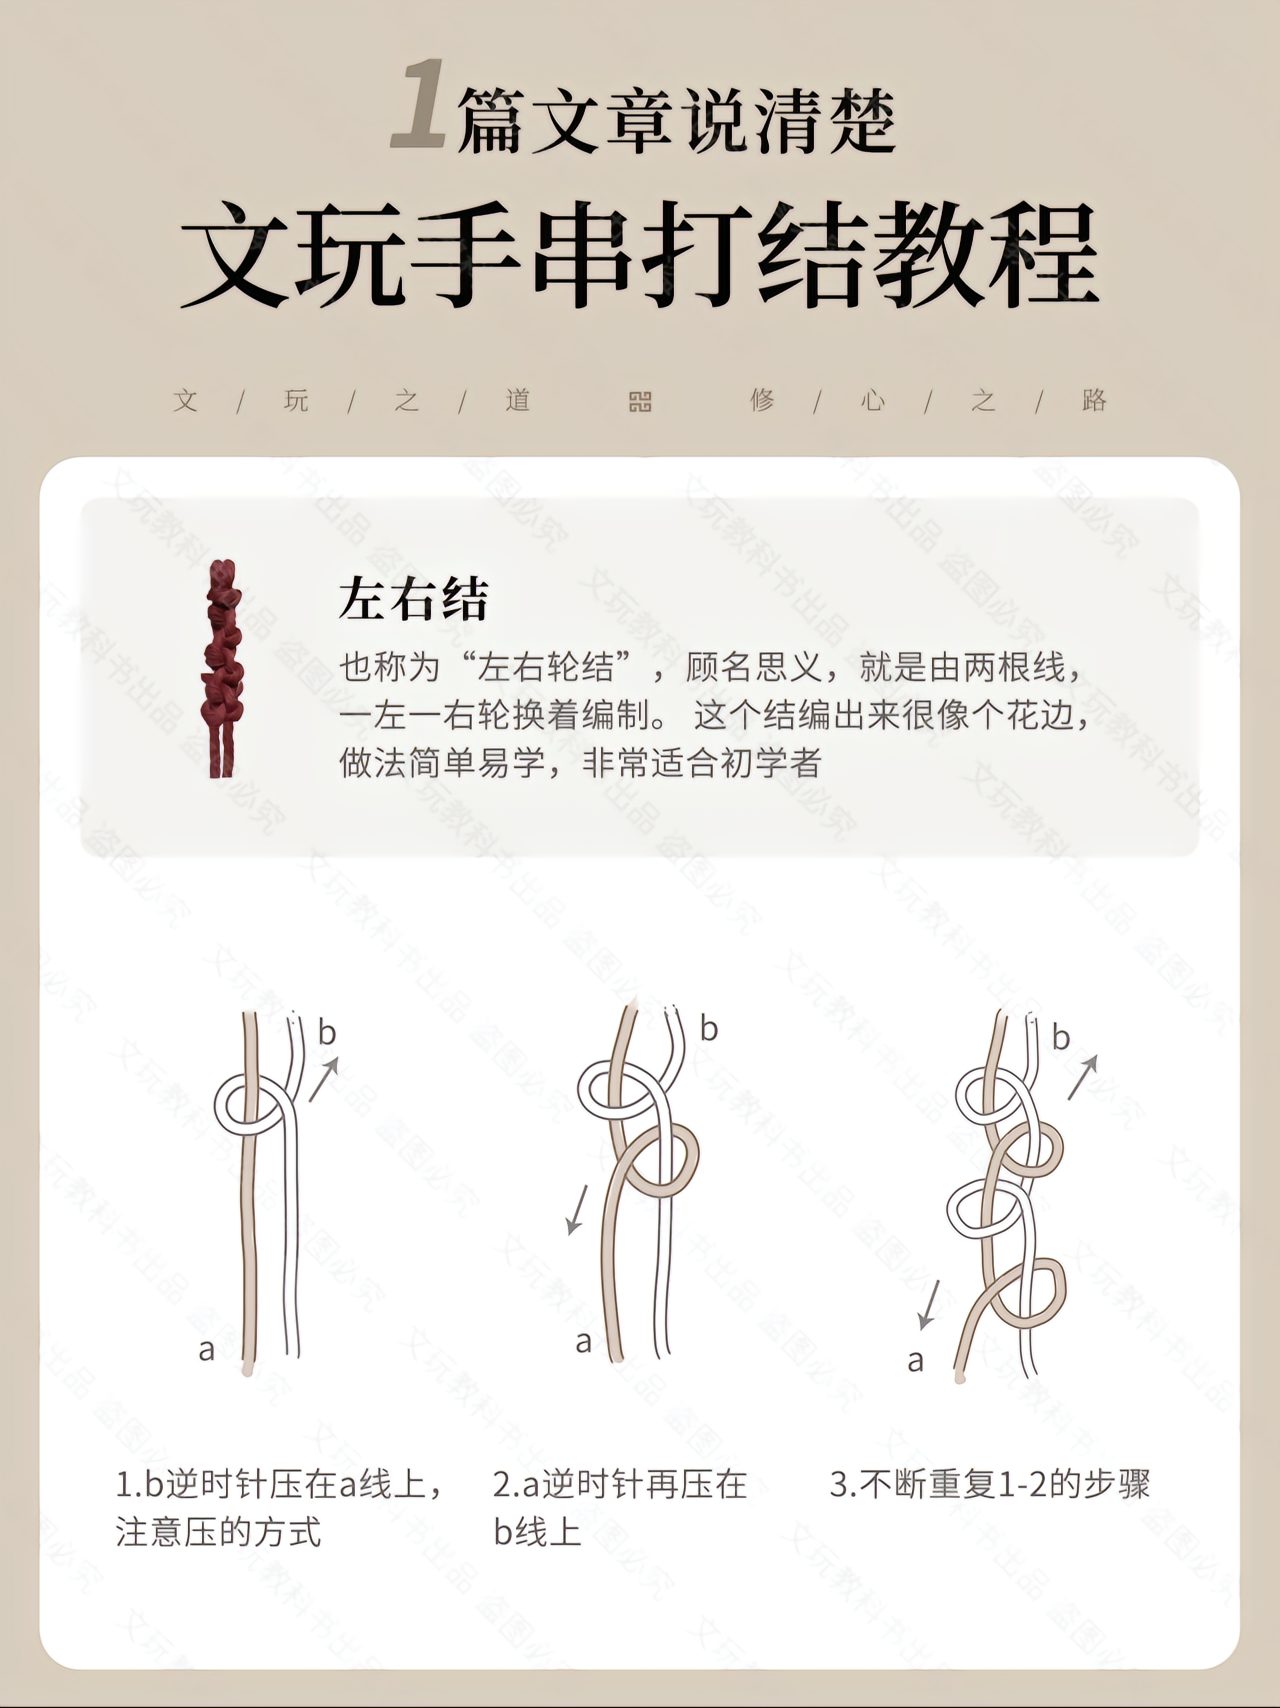 1篇文章说清楚
文玩手串打结教程
文/玩/之/道 修/心/之/路
左右结
也称为“左右轮结”，顾名思义，就是由两根线，
一左一右轮换着编制。 这个结编出来很像个花边，
做法简单易学，非常适合初学者
b
a
b
a
b
a
1.b逆时针压在a线上，
注意压的方式
2.a逆时针再压在
b线上
3.不断重复1-2的步骤
文玩教科书出品 盗图必究